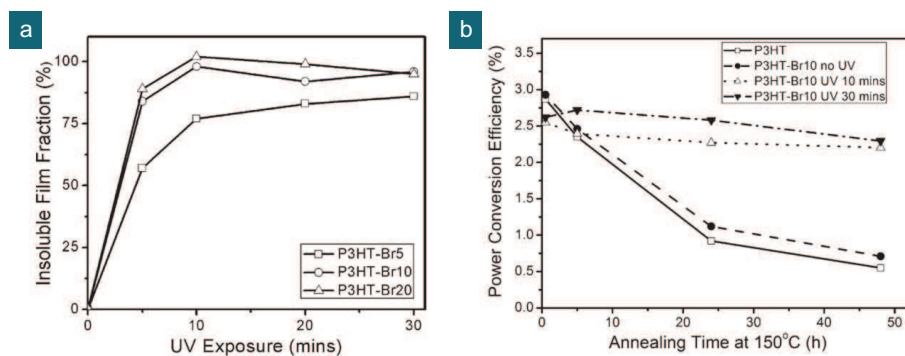 a
Insoluble Film Fraction (%)
100
75
50
25
0
0
10
20
30
UV Exposure (mins)
P3HT-Br5
P3HT-Br10
P3HT-Br20
b
Power Conversion Efficiency (%)
3.5
3.0
2.5
2.0
1.5
1.0
0.5
0.0
0
10
20
30
40
50
Annealing Time at 150°C (h)
P3HT
P3HT-Br10 no UV
P3HT-Br10 UV 10 mins
P3HT-Br10 UV 30 mins